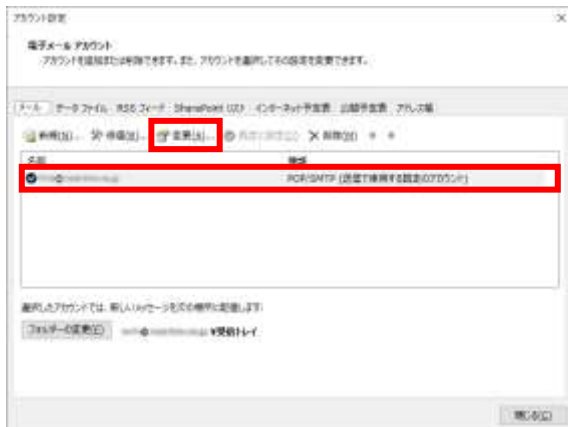 アカウント設定
電子メール アカウント
アカウントを追加または削除できます。また、アカウントを選択してその設定を変更できます。
メール データ ファイル RSS フィード SharePoint リスト インターネット予定表 公開予定表 アドレス帳
新規(N)... 修復(R)... 変更(A)... 既定に設定(D) 削除(M)
名前 種類
POP/SMTP (送信で使用する既定のアカウント)
選択したアカウントでは、新しいメッセージを次の場所に配信します:
フォルダーの変更(F) ¥受信トレイ
閉じる(C)